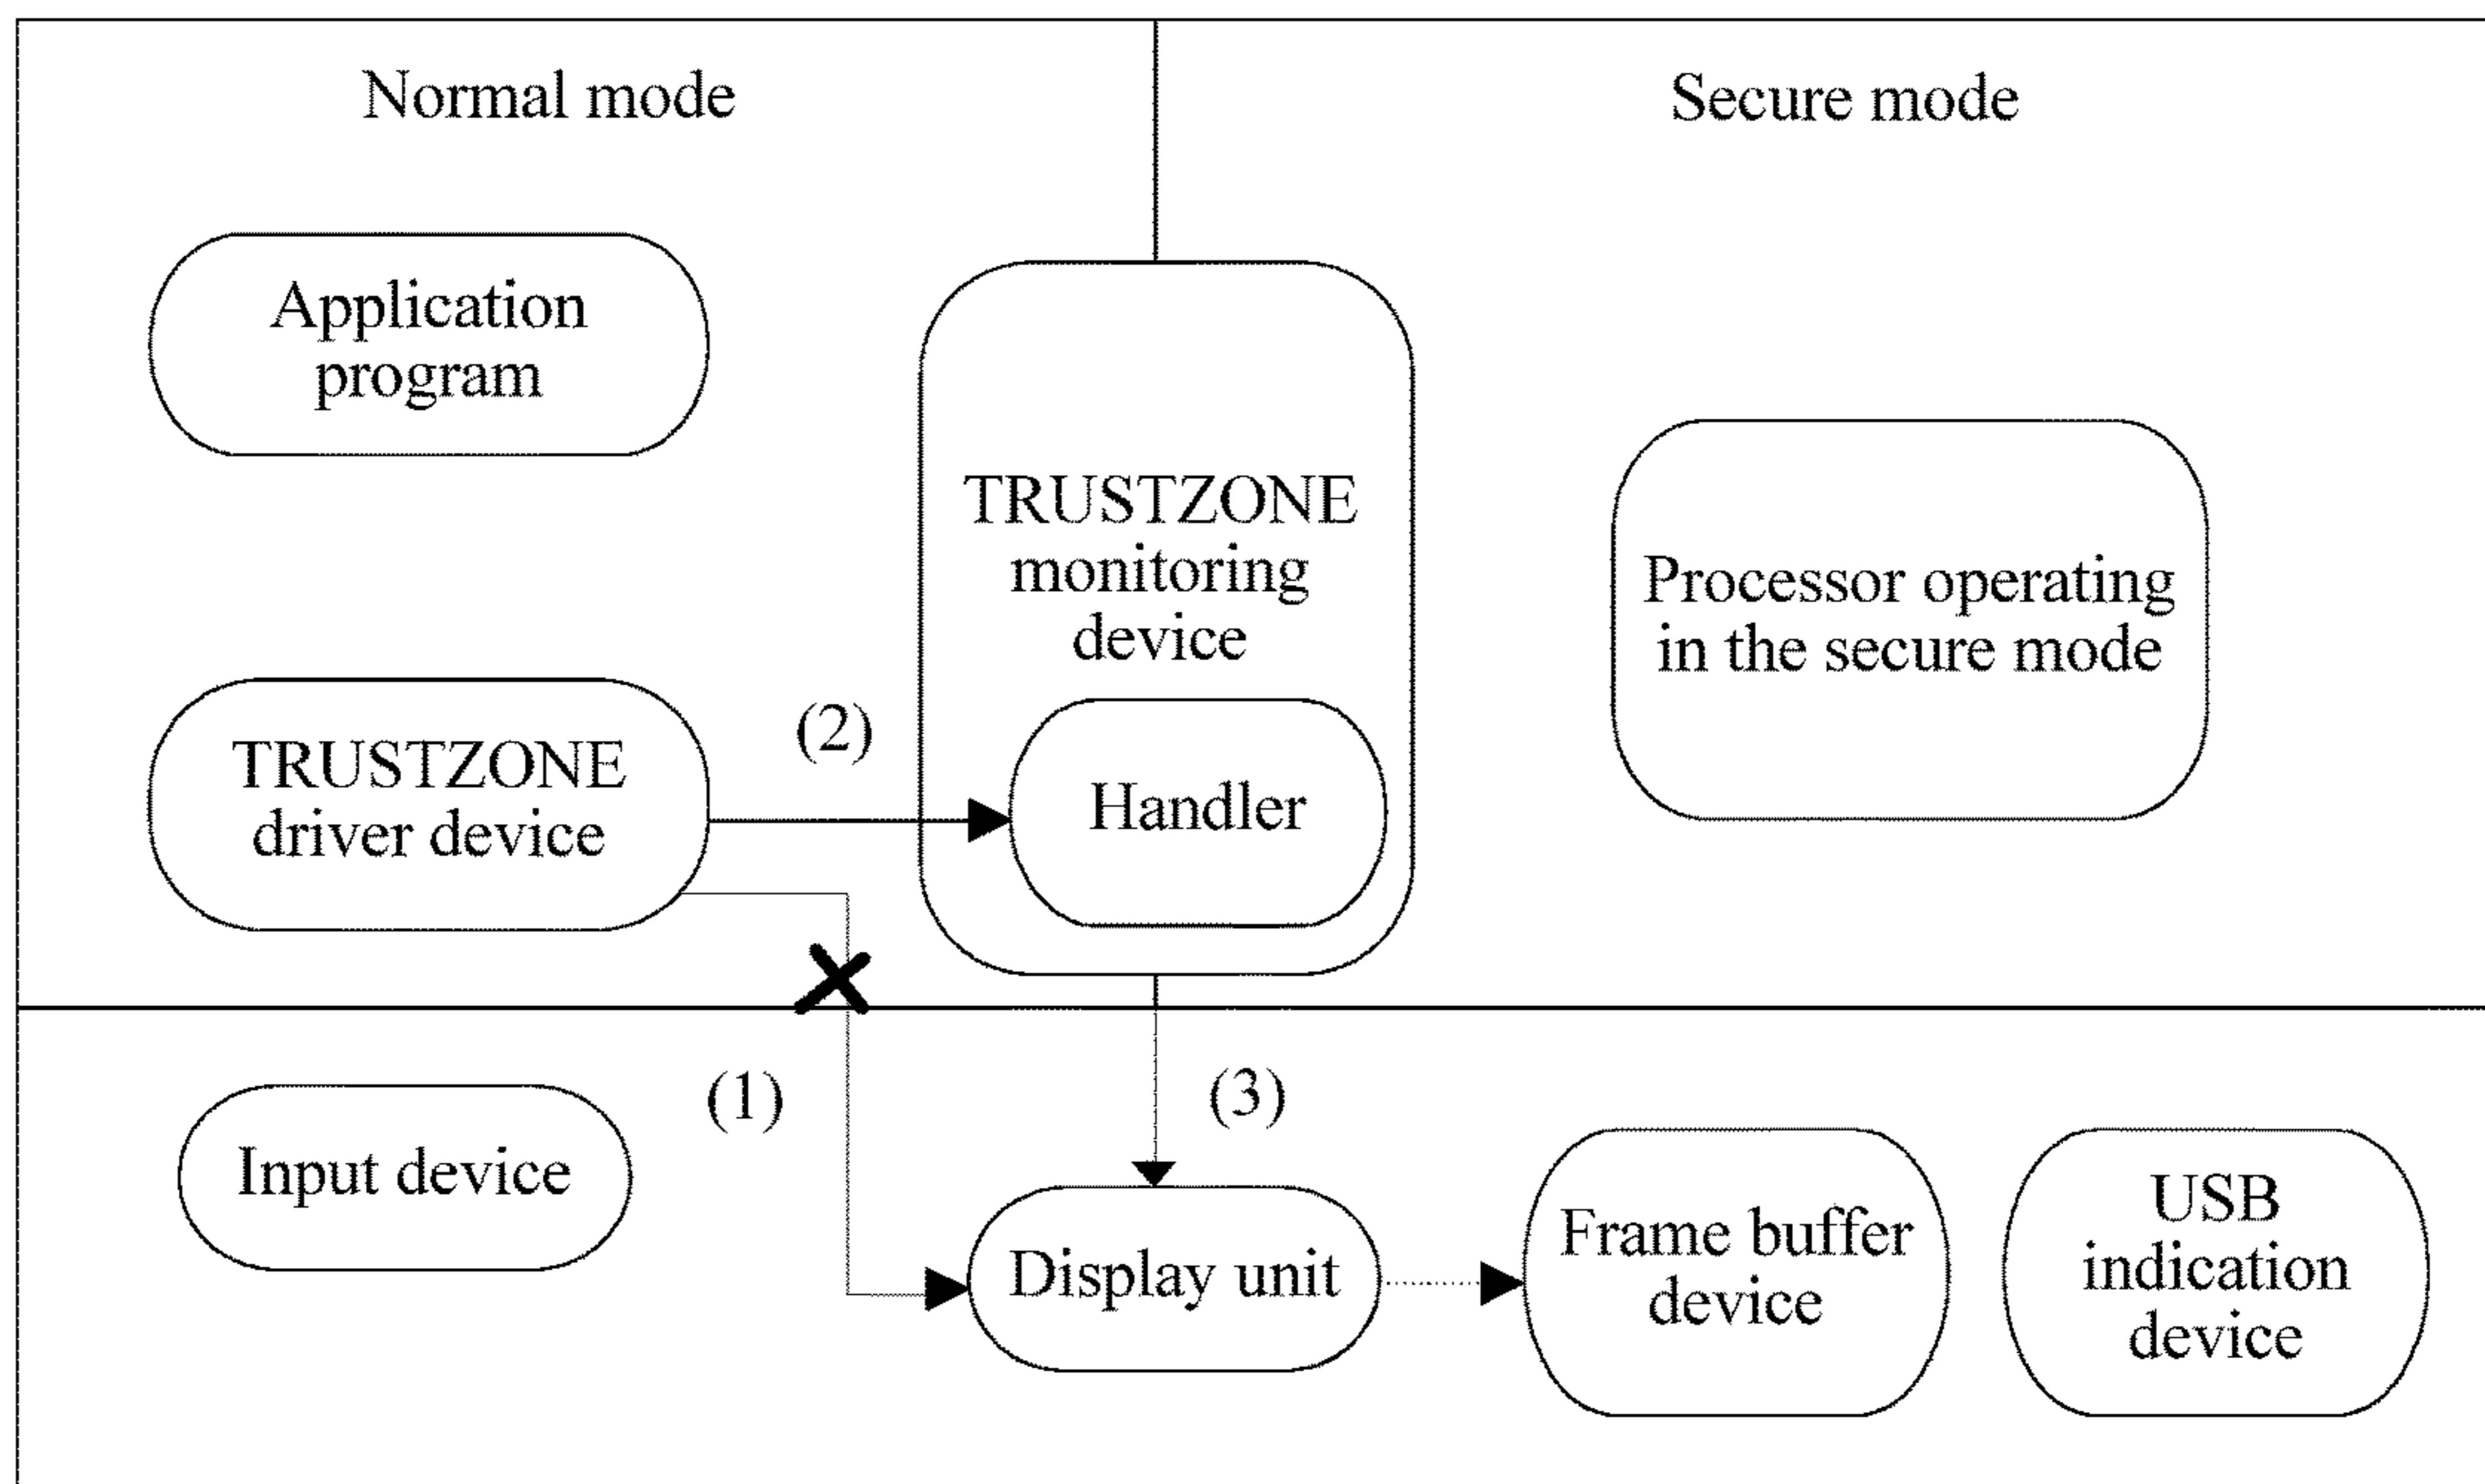 Normal mode
Secure mode
Application
program
TRUSTZONE
monitoring
device
Processor operating
in the secure mode
(2)
TRUSTZONE
driver device
Handler
(1)
(3)
Input device
Display unit
Frame buffer
device
USB
indication
device